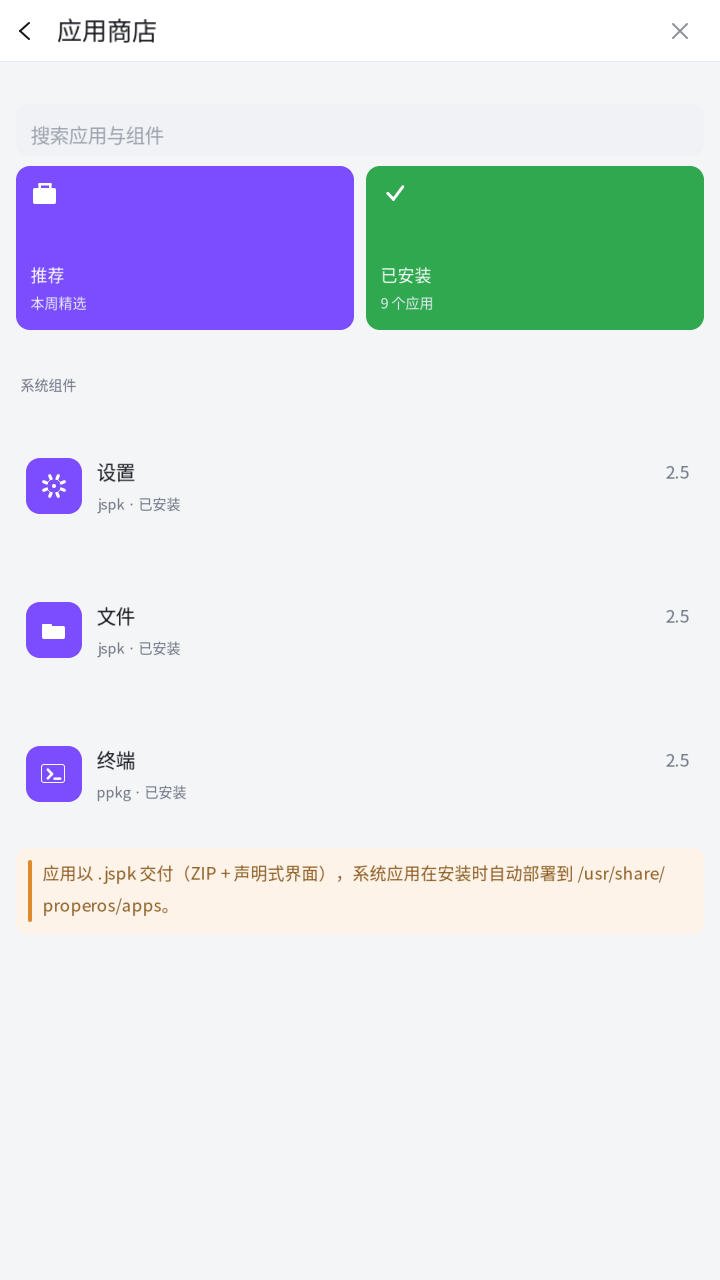 应用商店
搜索应用与组件
推荐
本周精选
已安装
9 个应用
系统组件
设置
2.5
jspk · 已安装
文件
2.5
jspk · 已安装
终端
2.5
ppkg · 已安装
应用以 .jspk 交付（ZIP + 声明式界面），系统应用在安装时自动部署到 /usr/share/
properos/apps。